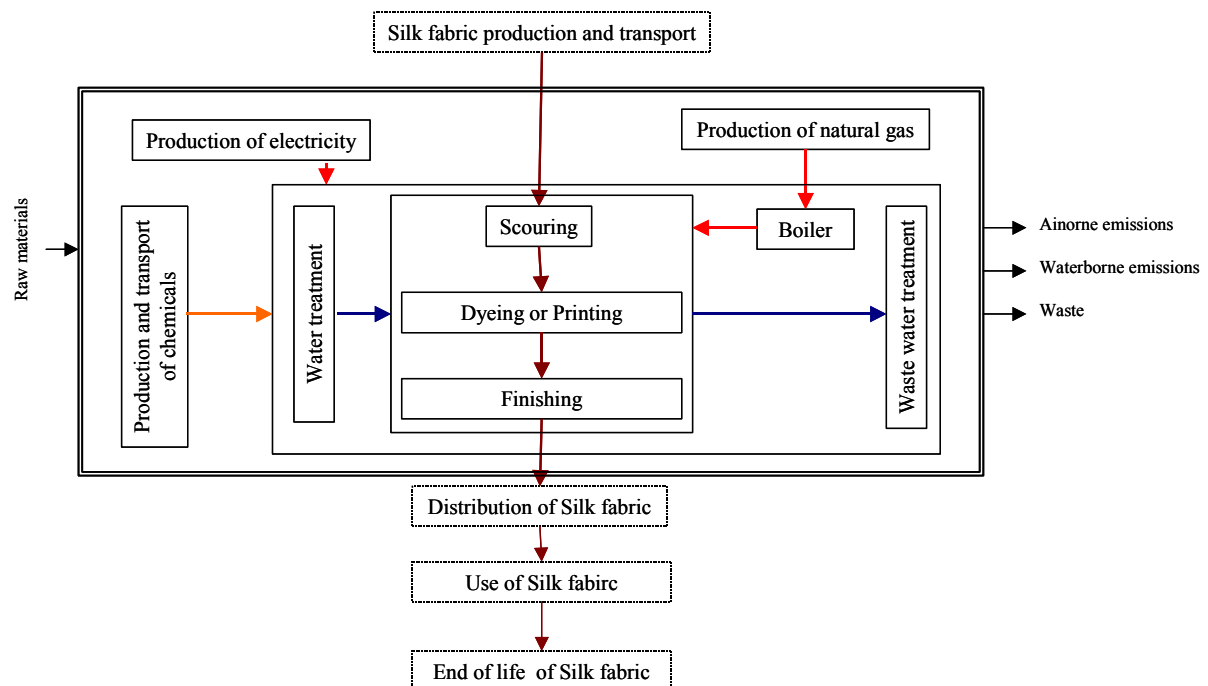 Silk fabric production and transport
Production of electricity
Production of natural gas
Raw materials
Production and transport
of chemicals
Water treatment
Scouring
Boiler
Dyeing or Printing
Finishing
Waste water treatment
Ainorne emissions
Waterborne emissions
Waste
Distribution of Silk fabric
Use of Silk fabirc
End of life of Silk fabric